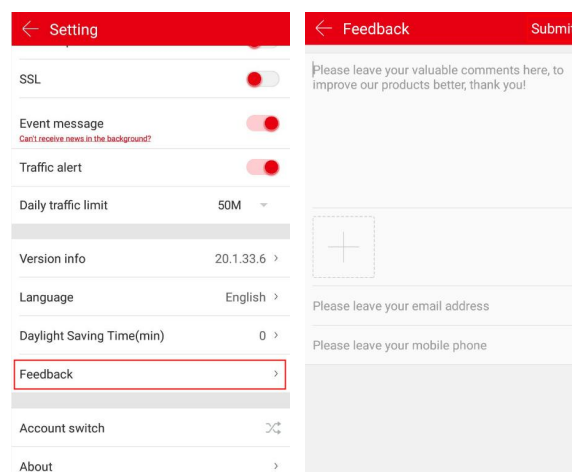 Setting
SSL
Event message
Can't receive news in the background?
Traffic alert
Daily traffic limit 50M
Version info 20.1.33.6
Language English
Daylight Saving Time(min) 0
Feedback
Account switch
About
Feedback Submit
Please leave your valuable comments here, to
improve our products better, thank you!
Please leave your email address
Please leave your mobile phone